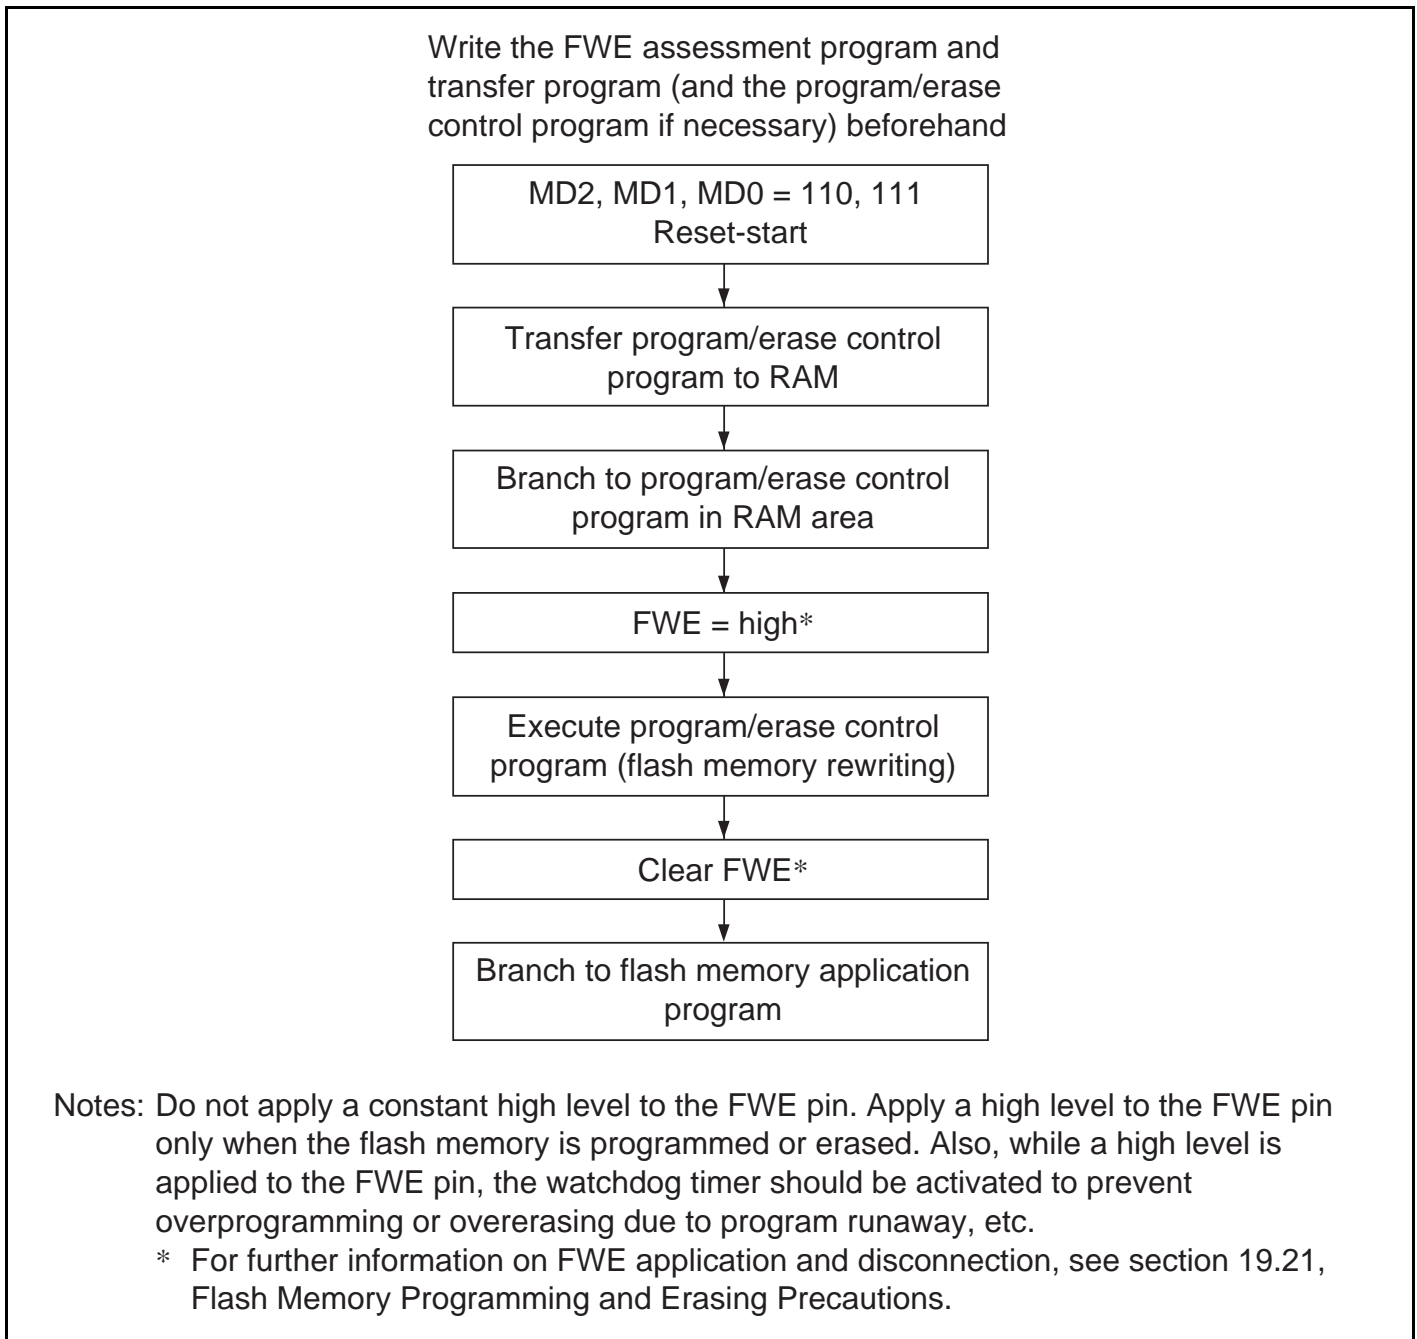 Write the FWE assessment program and
transfer program (and the program/erase
control program if necessary) beforehand
MD2, MD1, MD0 = 110, 111
Reset-start
Transfer program/erase control
program to RAM
Branch to program/erase control
program in RAM area
FWE = high*
Execute program/erase control
program (flash memory rewriting)
Clear FWE*
Branch to flash memory application
program
Notes: Do not apply a constant high level to the FWE pin. Apply a high level to the FWE pin
only when the flash memory is programmed or erased. Also, while a high level is
applied to the FWE pin, the watchdog timer should be activated to prevent
overprogramming or overerasing due to program runaway, etc.
* For further information on FWE application and disconnection, see section 19.21,
Flash Memory Programming and Erasing Precautions.